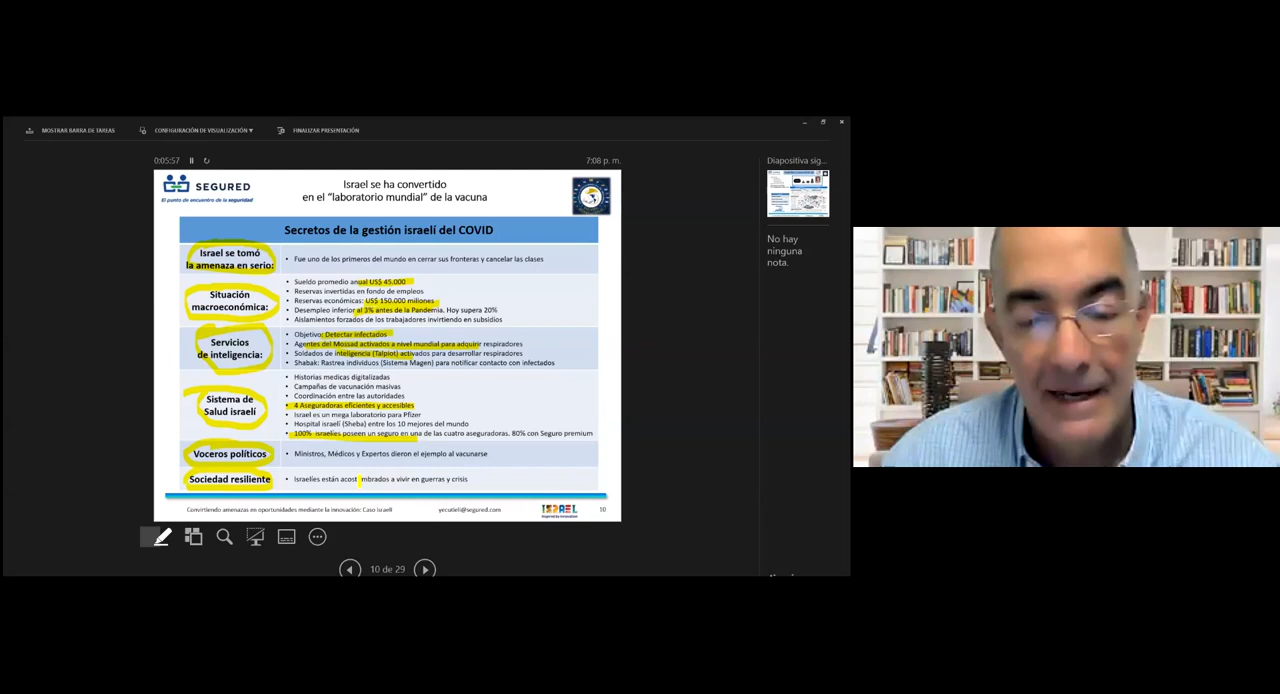 MOSTRAR BARRA DE TAREAS
CONFIGURACIÓN DE VISUALIZACIÓN ▼
FINALIZAR PRESENTACIÓN
0:05:57
7:08 p. m.
Diapositiva sig...
SEGURED
El punto de encuentro de la seguridad
Israel se ha convertido
en el "laboratorio mundial" de la vacuna
Secretos de la gestión israelí del COVID
Israel se tomó
la amenaza en serio:
• Fue uno de los primeros del mundo en cerrar sus fronteras y cancelar las clases
Situación
macroeconómica:
• Sueldo promedio anual US$ 45.000
• Reservas invertidas en fondo de empleos
• Reservas económicas: US$ 150.000 millones
• Desempleo inferior al 3% antes de la Pandemia. Hoy supera 20%
• Aislamientos forzados de los trabajadores invirtiendo en subsidios
Servicios
de inteligencia:
• Objetivo: Detectar infectados
• Agentes del Mossad activados a nivel mundial para adquirir respiradores
• Soldados de inteligencia (Talpiot) activados para desarrollar respiradores
• Shabak: Rastrea individuos (Sistema Magen) para notificar contacto con infectados
Sistema de
Salud israelí
• Historias medicas digitalizadas
• Campañas de vacunación masivas
• Coordinación entre las autoridades
• 4 Aseguradoras eficientes y accesibles
• Israel es un mega laboratorio para Pfizer
• Hospital israelí (Sheba) entre los 10 mejores del mundo
• 100% israelíes poseen un seguro en una de las cuatro aseguradoras. 80% con Seguro premium
Voceros políticos
• Ministros, Médicos y Expertos dieron el ejemplo al vacunarse
Sociedad resiliente
• Israelíes están acostumbrados a vivir en guerras y crisis
Convirtiendo amenazas en oportunidades mediante la innovación: Caso israelí
yecutieli@segured.com
ISRAEL
10
No hay
ninguna
nota.
10 de 29